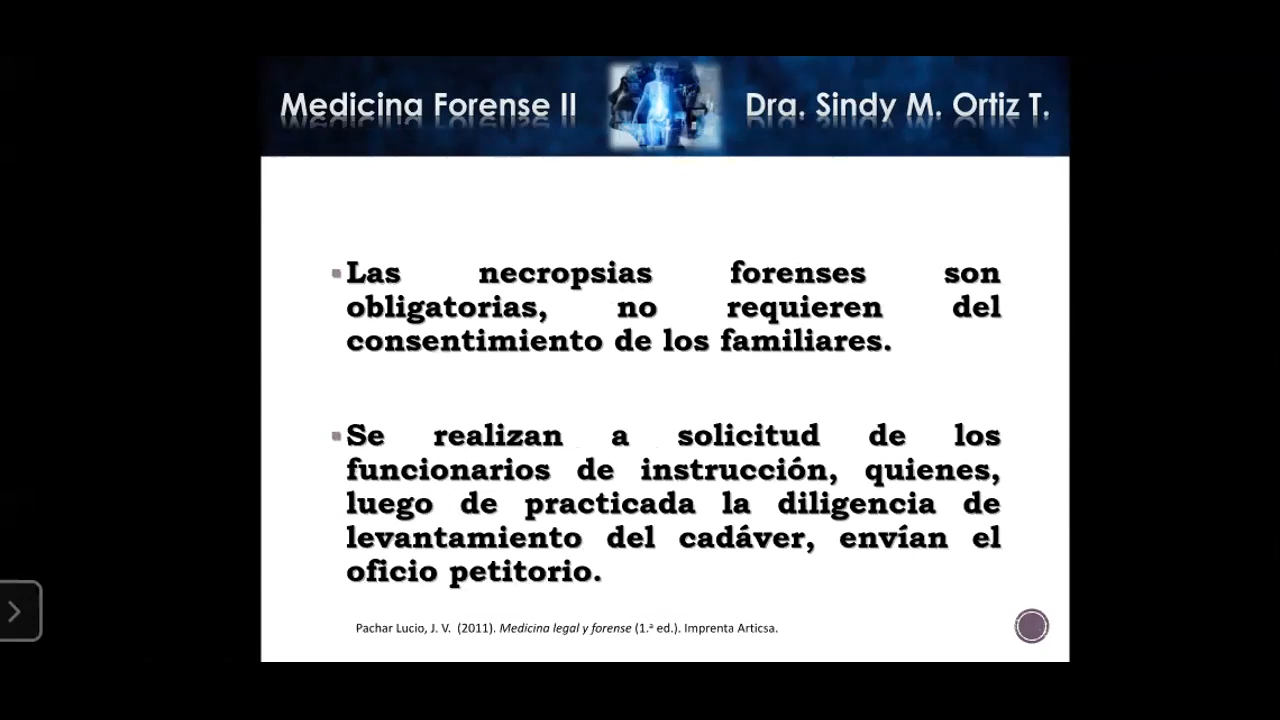 Medicina Forense II
Dra. Sindy M. Ortiz T.
Las necropsias forenses son
obligatorias, no requieren del
consentimiento de los familiares.
Se realizan a solicitud de los
funcionarios de instrucción, quienes,
luego de practicada la diligencia de
levantamiento del cadáver, envían el
oficio petitorio.
Pachar Lucio, J. V. (2011). Medicina legal y forense (1.ª ed.). Imprenta Articsa.